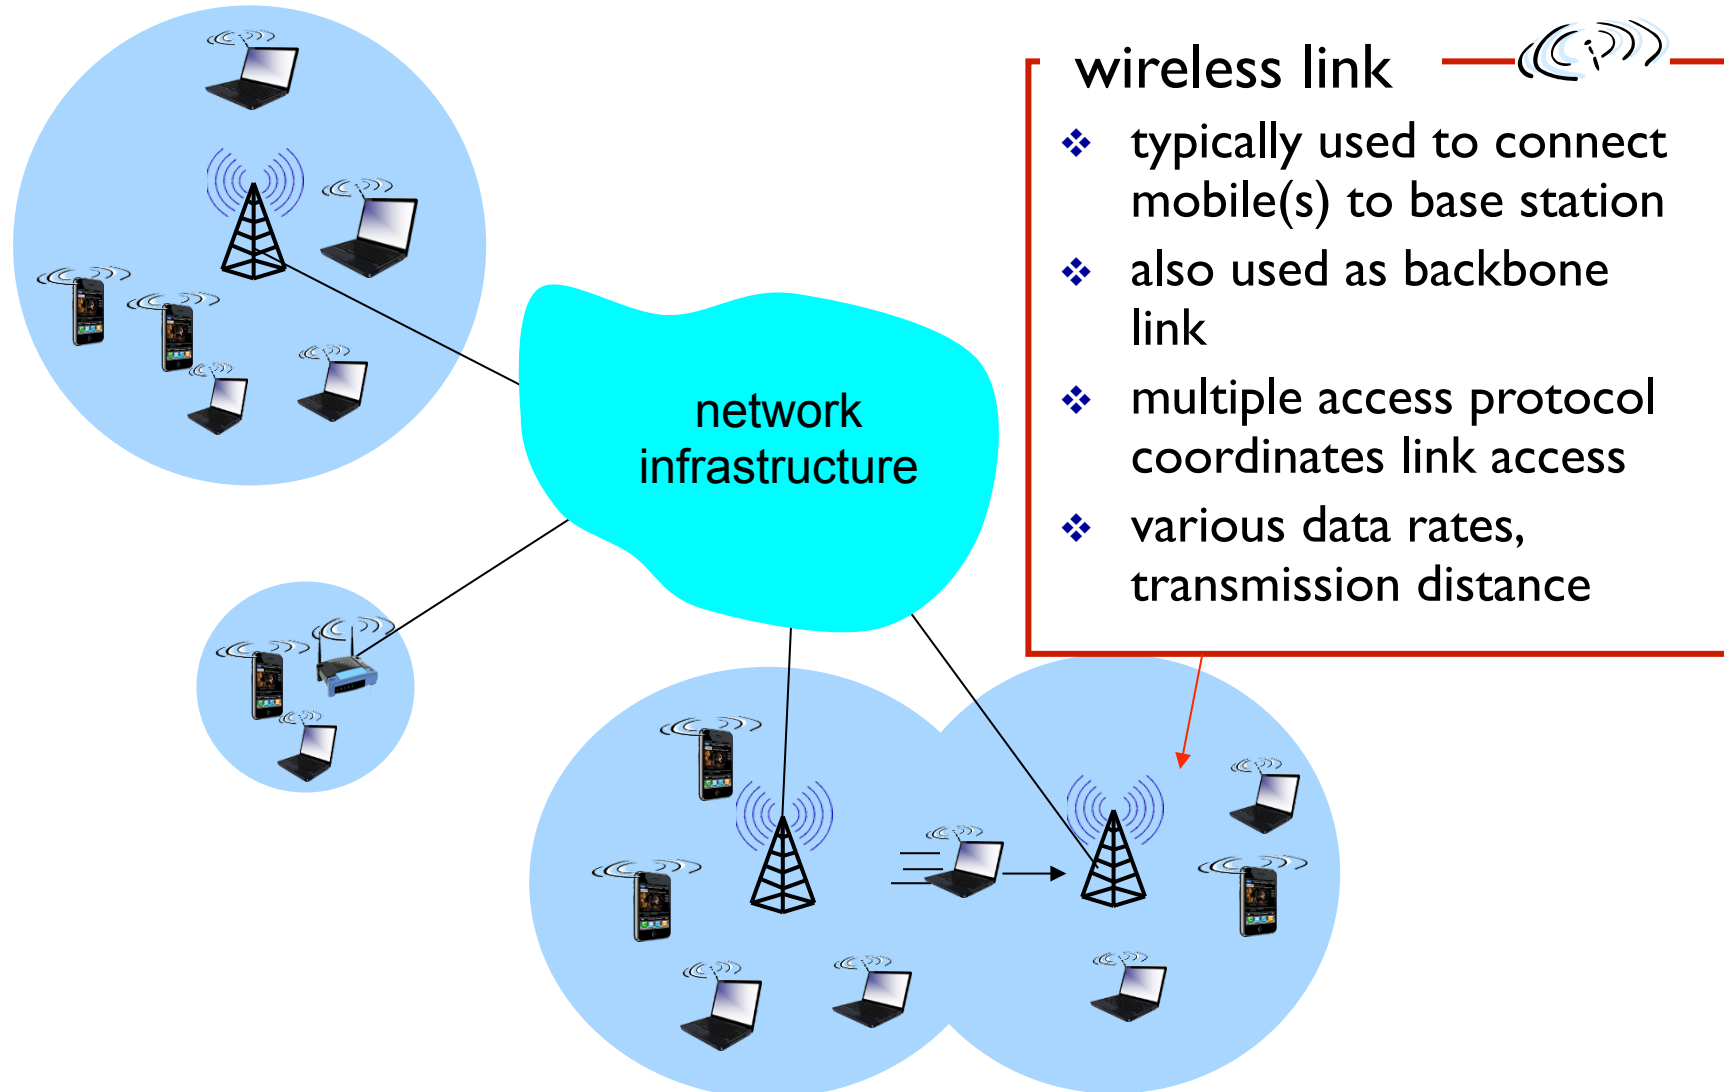 wireless link
typically used to connect
mobile(s) to base station
also used as backbone
link
multiple access protocol
coordinates link access
various data rates,
transmission distance
network
infrastructure